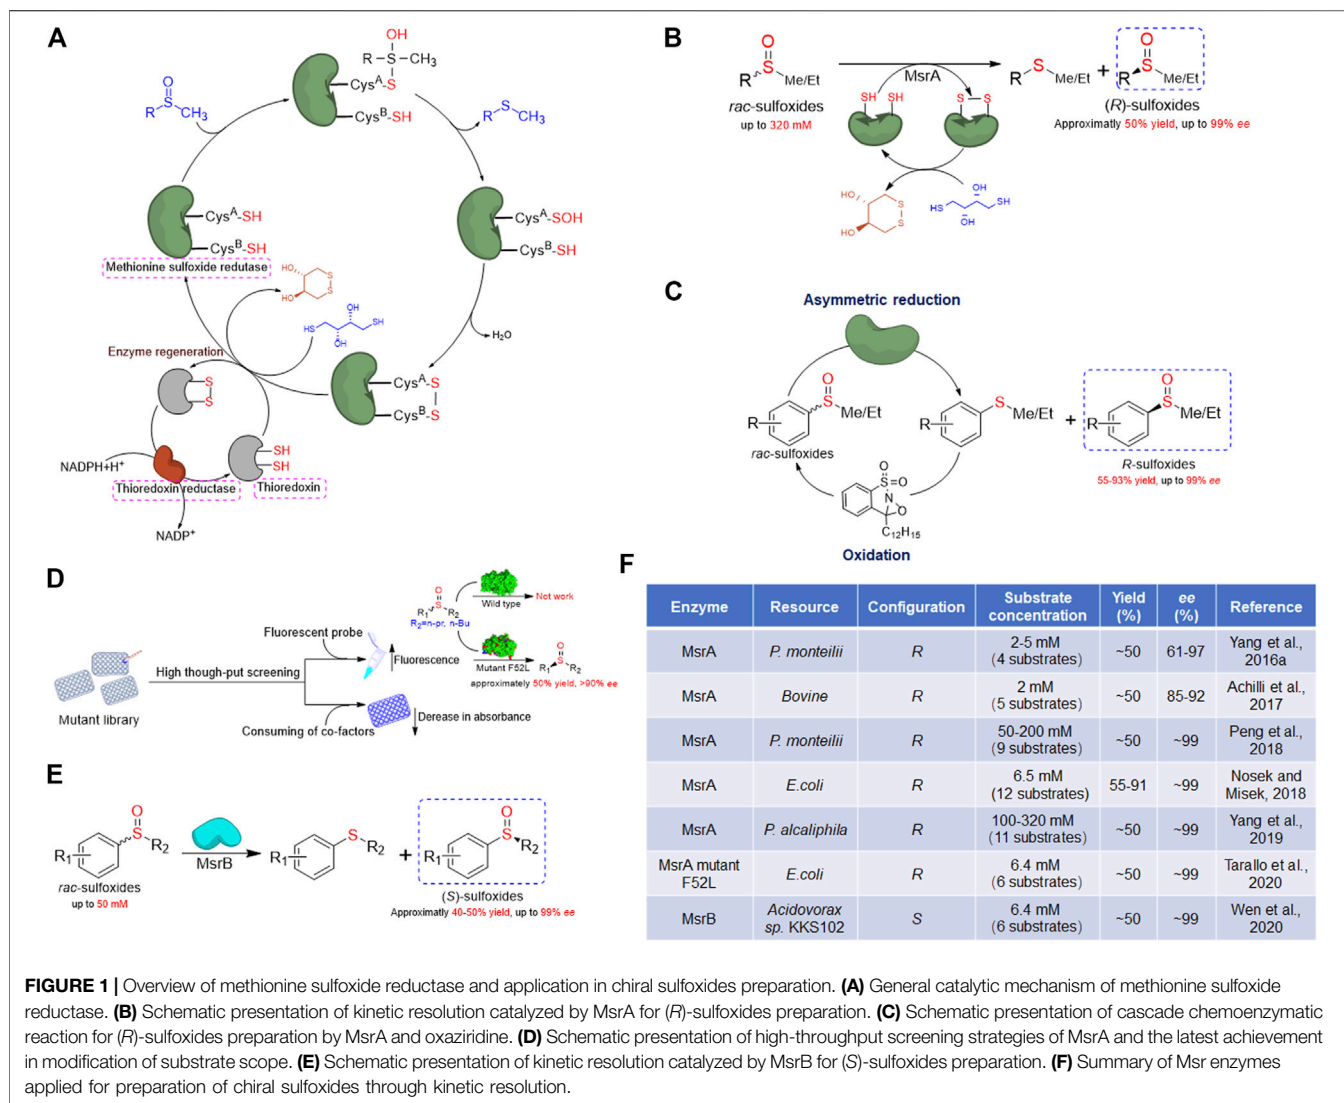 A
OH
R-S-CH₃
Cys^A-S
Cys^B-SH
O
R S CH₃
R S CH₃
Cys^A-SH
Cys^B-SH
Methionine sulfoxide redutase
Cys^A-SOH
Cys^B-SH
HO
HO
S
S
OH
HS
SH
OH
H₂O
Enzyme regeneration
S
S
Cys^A-S
Cys^B-S
SH
SH
NADPH+H⁺
Thioredoxin reductase
Thioredoxin
NADP⁺
B
O
R S Me/Et
rac-sulfoxides
up to 320 mM
MsrA
SH SH
S-S
R S Me/Et
+
O
R S Me/Et
(R)-sulfoxides
Approximatly 50% yield, up to 99% ee
HO
HO
S
S
OH
HS
SH
OH
C
Asymmetric reduction
O
S
Me/Et
R
rac-sulfoxides
S
Me/Et
R
+
O
S
Me/Et
R
R-sulfoxides
55-93% yield, up to 99% ee
O
S=O
N
O
C₁₂H₁₅
Oxidation
D
Mutant library
High though-put screening
Fluorescent probe
Fluorescence
Consuming of co-factors
Derease in absorbance
O
R₁ S R₂
R₂=n-pr, n-Bu
Wild type
Not work
Mutant F52L
O
R₁ S R₂
approximately 50% yield, >90% ee
E
O
S
R₂
R₁
rac-sulfoxides
up to 50 mM
MsrB
S
R₂
R₁
+
O
S
R₂
R₁
(S)-sulfoxides
Approximatly 40-50% yield, up to 99% ee
F
Enzyme Resource Configuration Substrate concentration Yield (%) ee (%) Reference
MsrA P. monteilii R 2-5 mM (4 substrates) ~50 61-97 Yang et al., 2016a
MsrA Bovine R 2 mM (5 substrates) ~50 85-92 Achilli et al., 2017
MsrA P. monteilii R 50-200 mM (9 substrates) ~50 ~99 Peng et al., 2018
MsrA E.coli R 6.5 mM (12 substrates) 55-91 ~99 Nosek and Misek, 2018
MsrA P. alcaliphila R 100-320 mM (11 substrates) ~50 ~99 Yang et al., 2019
MsrA mutant F52L E.coli R 6.4 mM (6 substrates) ~50 ~99 Tarallo et al., 2020
MsrB Acidovorax sp. KKS102 S 6.4 mM (6 substrates) ~50 ~99 Wen et al., 2020
FIGURE 1 | Overview of methionine sulfoxide reductase and application in chiral sulfoxides preparation. (A) General catalytic mechanism of methionine sulfoxide
reductase. (B) Schematic presentation of kinetic resolution catalyzed by MsrA for (R)-sulfoxides preparation. (C) Schematic presentation of cascade chemoenzymatic
reaction for (R)-sulfoxides preparation by MsrA and oxaziridine. (D) Schematic presentation of high-throughput screening strategies of MsrA and the latest achievement
in modification of substrate scope. (E) Schematic presentation of kinetic resolution catalyzed by MsrB for (S)-sulfoxides preparation. (F) Summary of Msr enzymes
applied for preparation of chiral sulfoxides through kinetic resolution.